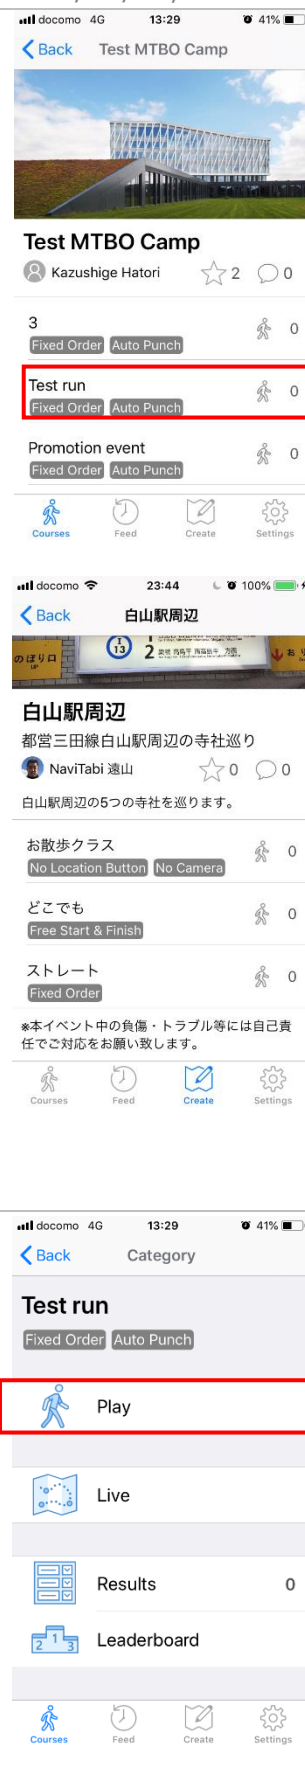 docomo 4G 13:29 41%
Back Test MTBO Camp
Test MTBO Camp
Kazushige Hatori 2 0
3 0
Fixed Order Auto Punch
Test run 0
Fixed Order Auto Punch
Promotion event 0
Fixed Order Auto Punch
Courses Feed Create Settings
docomo 23:44 100%
Back 白山駅周辺
のぼり口 I 13 2
白山駅周辺
都営三田線白山駅周辺の寺社巡り
NaviTabi 遠山 0 0
白山駅周辺の5つの寺社を巡ります。
お散歩クラス 0
No Location Button No Camera
どこでも 0
Free Start & Finish
ストレート 0
Fixed Order
※本イベント中の負傷・トラブル等には自己責
任でご対応をお願い致します。
Courses Feed Create Settings
docomo 4G 13:29 41%
Back Category
Test run
Fixed Order Auto Punch
Play
Live
Results 0
2 1 3 Leaderboard
Courses Feed Create Settings